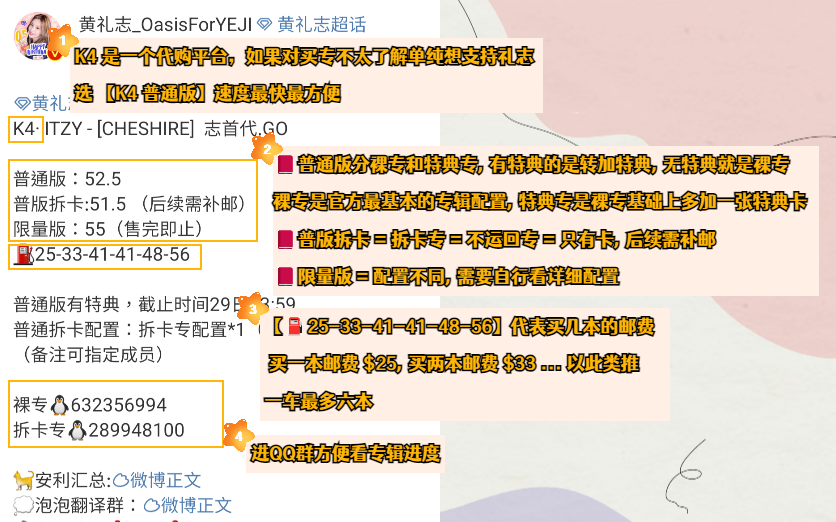 黄礼志_OasisForYEJI 黄礼志超话
1
K4 是一个代购平台，如果对买专不太了解单纯想支持礼志
选 【K4 普通版】速度最快最方便
黄礼志
K4· ITZY - [CHESHIRE] 志首代.GO
2
普通版分裸专和特典专, 有特典的是转加特典, 无特典就是裸专
裸专是官方最基本的专辑配置, 特典专是裸专基础上多加一张特典卡
普版拆卡 = 拆卡专 = 不运回专 = 只有卡, 后续需补邮
限量版 = 配置不同, 需要自行看详细配置
普通版：52.5
普版拆卡:51.5 （后续需补邮）
限量版：55（售完即止）
⛽25-33-41-41-48-56
普通版有特典，截止时间29日 3:59
普通拆卡配置：拆卡专配置*1
（备注可指定成员）
3
【⛽25-33-41-41-48-56】代表买几本的邮费
买一本邮费 $25, 买两本邮费 $33 ... 以此类推
一车最多六本
裸专🐧632356994
拆卡专🐧289948100
4
进QQ群方便看专辑进度
安利汇总:微博正文
泡泡翻译群：微博正文